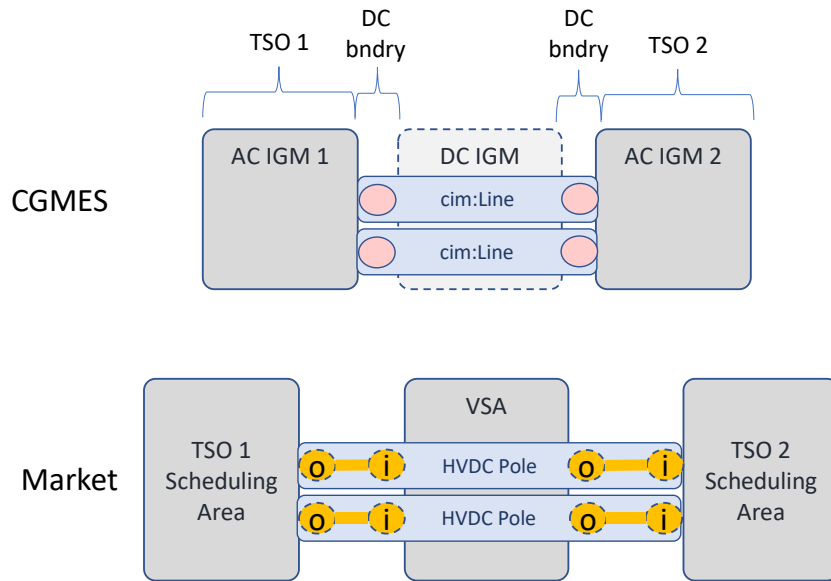 DC
bndry
TSO 1
DC
bndry
TSO 2
AC IGM 1
DC IGM
AC IGM 2
CGMES
cim:Line
cim:Line
VSA
TSO 1
Scheduling
Area
TSO 2
Scheduling
Area
Market
o i HVDC Pole o i
o i HVDC Pole o i